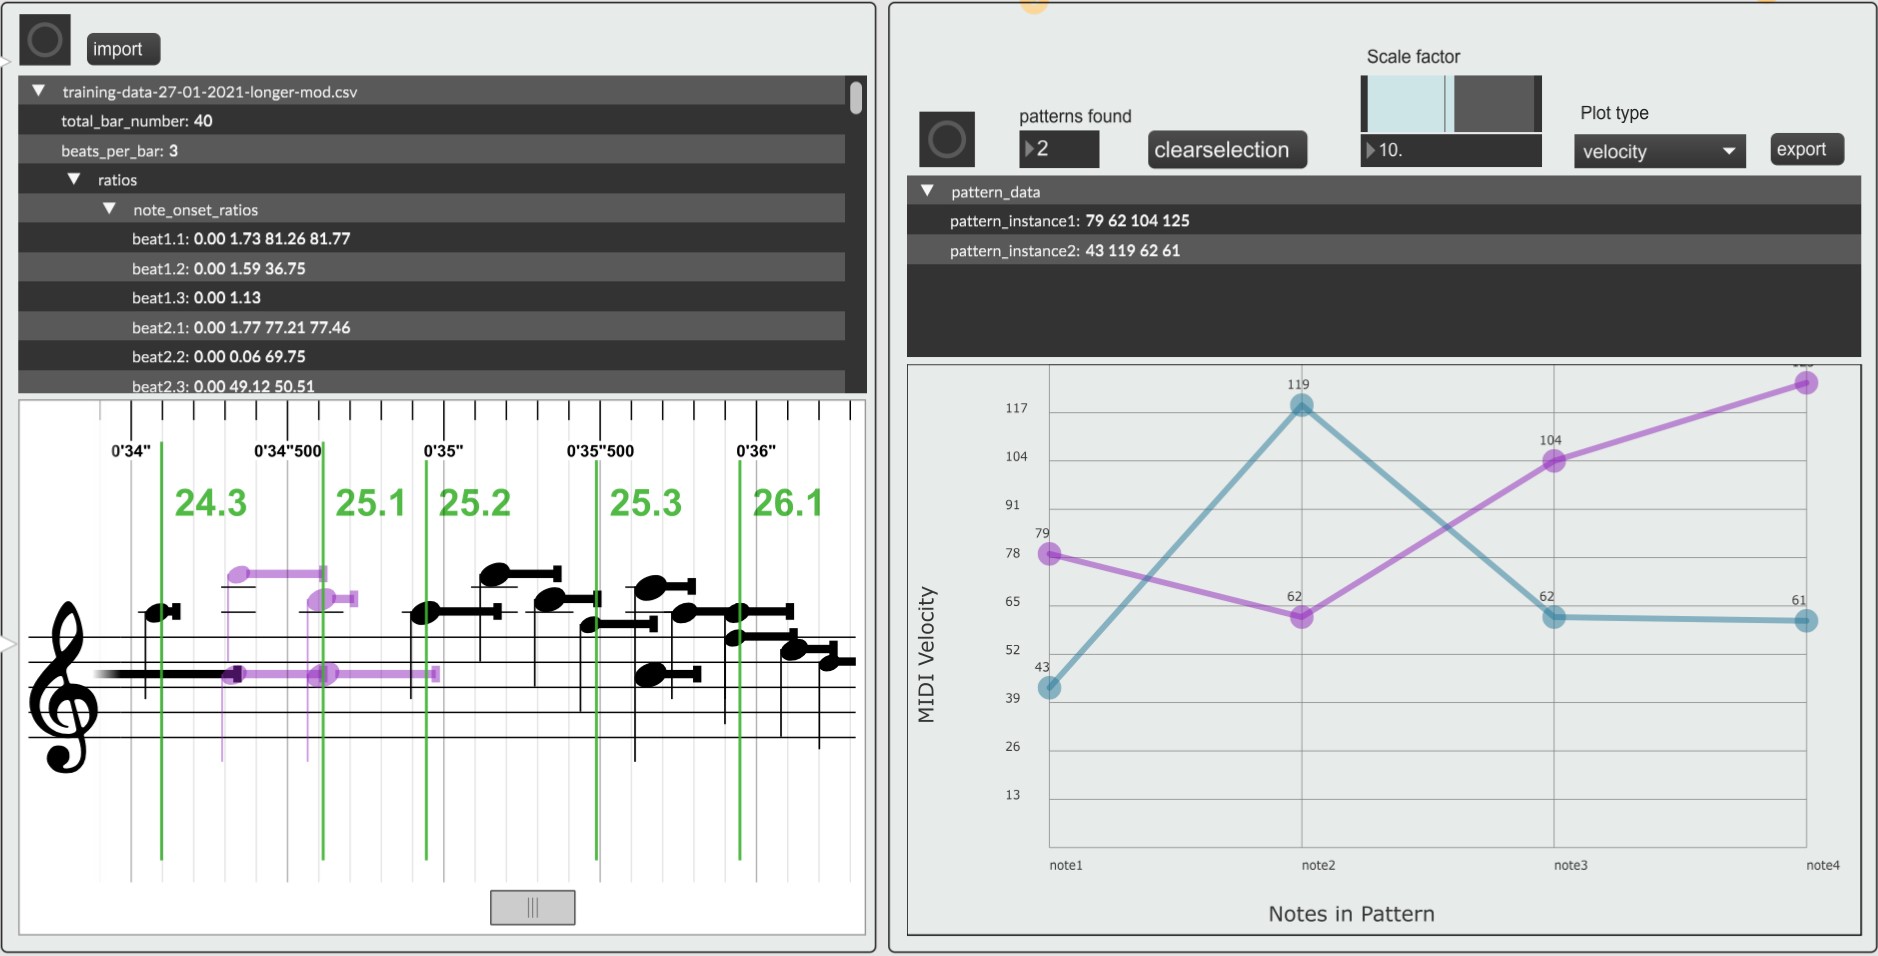 import
training-data-27-01-2021-longer-mod.csv
total_bar_number: 40
beats_per_bar: 3
ratios
note_onset_ratios
beat1.1: 0.00 1.73 81.26 81.77
beat1.2: 0.00 1.59 36.75
beat1.3: 0.00 1.13
beat2.1: 0.00 1.77 77.21 77.46
beat2.2: 0.00 0.06 69.75
beat2.3: 0.00 49.12 50.51
0'34" 0'34"500 0'35" 0'35"500 0'36"
24.3 25.1 25.2 25.3 26.1
Scale factor
patterns found
Plot type
2
clearselection
10.
velocity
export
pattern_data
pattern_instance1: 79 62 104 125
pattern_instance2: 43 119 62 61
119
117
104
104
91
79
78
62
62
61
65
52
43
39
26
13
MIDI Velocity
note1 note2 note3 note4
Notes in Pattern